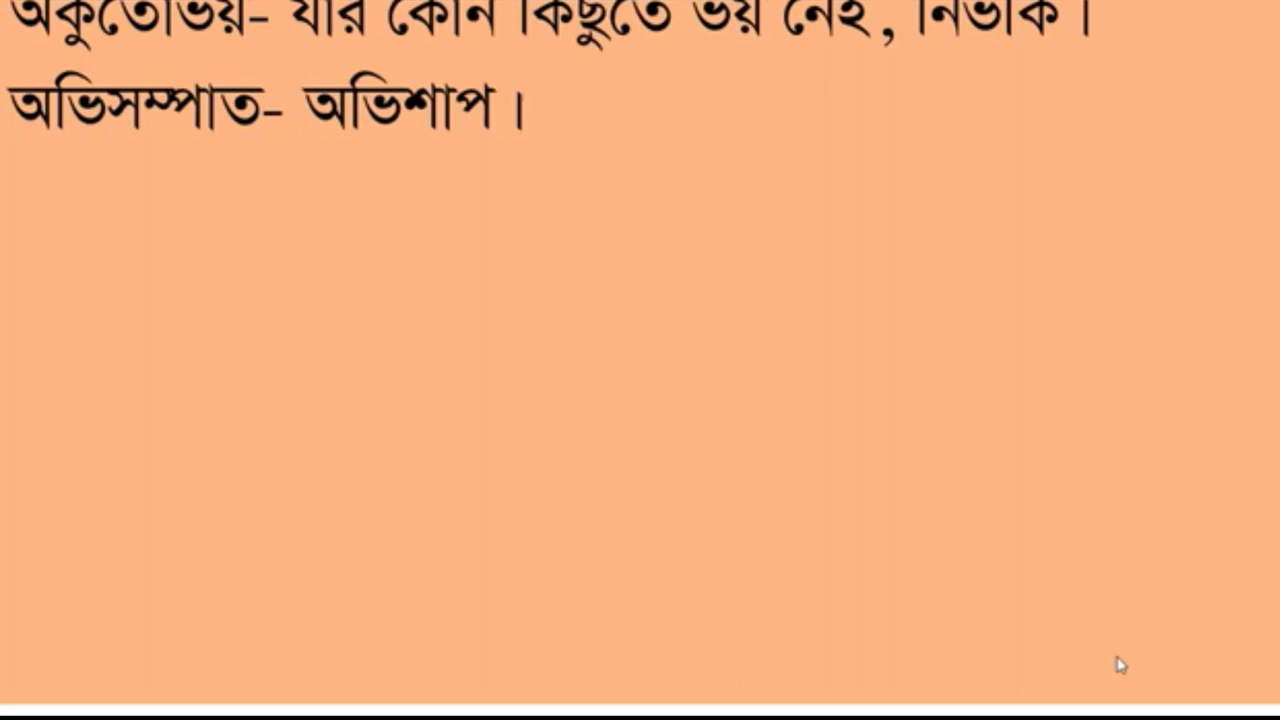 অকুতোভয়- যার কোন কিছুতে ভয় নেই, নির্ভীক।
অভিসম্পাত- অভিশাপ।